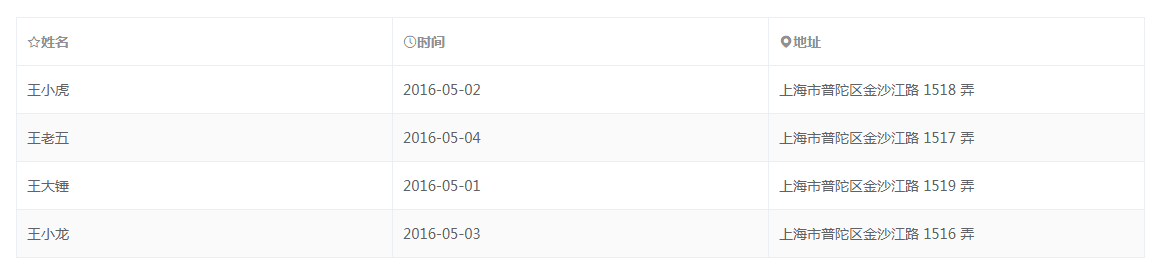 姓名 时间 地址
王小虎 2016-05-02 上海市普陀区金沙江路 1518 弄
王老五 2016-05-04 上海市普陀区金沙江路 1517 弄
王大锤 2016-05-01 上海市普陀区金沙江路 1519 弄
王小龙 2016-05-03 上海市普陀区金沙江路 1516 弄